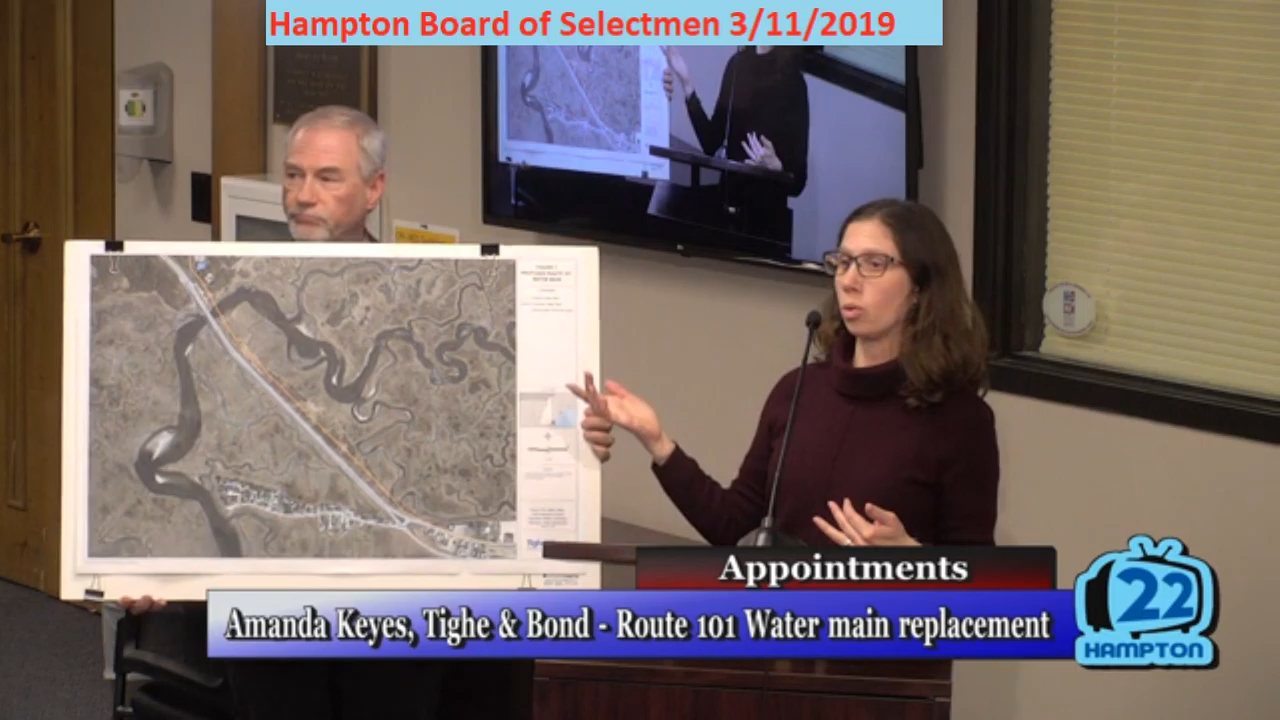 Hampton Board of Selectmen 3/11/2019
Appointments
Amanda Keyes, Tighe & Bond - Route 101 Water main replacement
22
HAMPTON